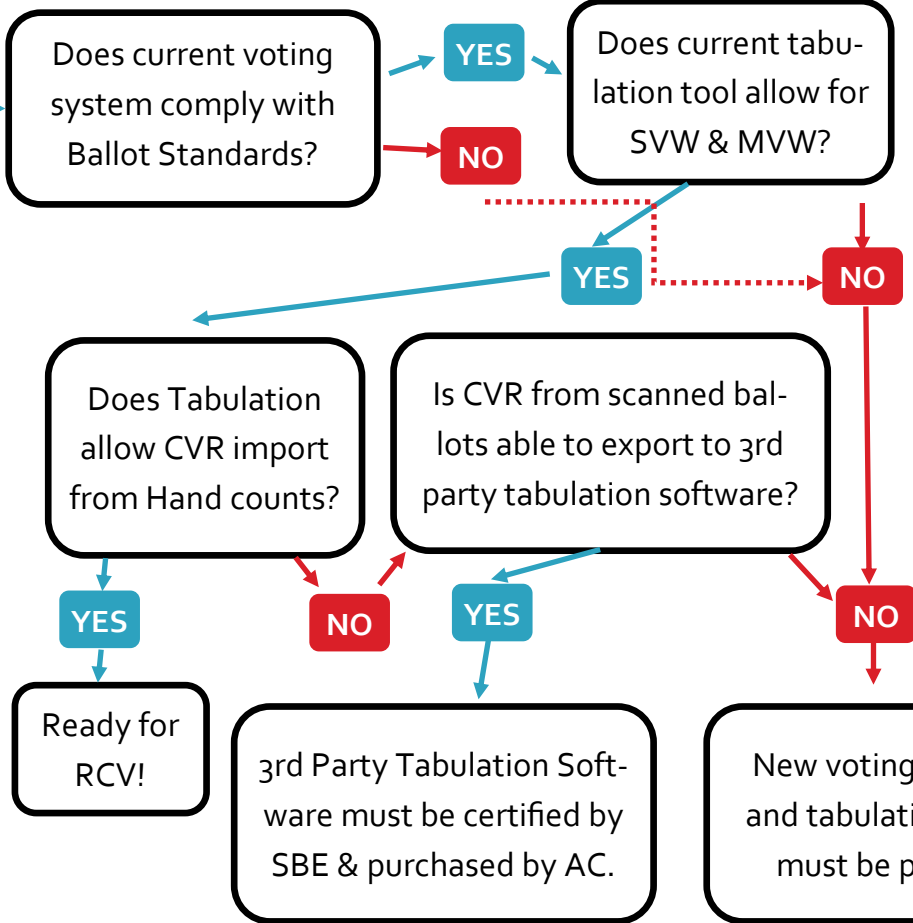 Does current voting
system comply with
Ballot Standards?
YES
NO
Does current tabu-
lation tool allow for
SVW & MVW?
YES
NO
Does Tabulation
allow CVR import
from Hand counts?
Is CVR from scanned bal-
lots able to export to 3rd
party tabulation software?
YES
NO
YES
NO
Ready for
RCV!
3rd Party Tabulation Soft-
ware must be certified by
SBE & purchased by AC.
New voting
and tabulati
must be p